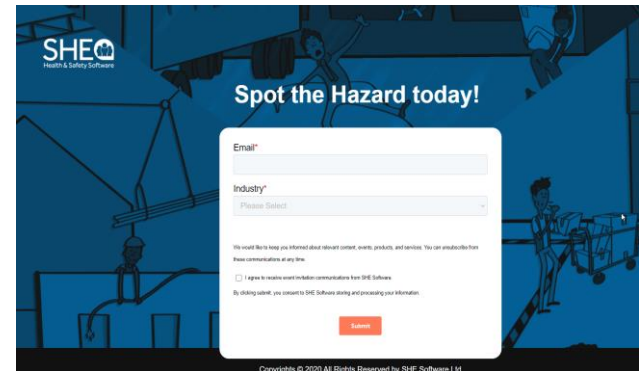 SHE
Health & Safety Software
Spot the Hazard today!
Email*
Industry*
Please Select
We would like to keep you informed about relevant content, events, products, and services. You can unsubscribe from
these communications at any time.
I agree to receive event invitation communications from SHE Software.
By clicking submit, you consent to SHE Software storing and processing your information.
Submit
Copyrights © 2020 All Rights Reserved by SHE Software Ltd